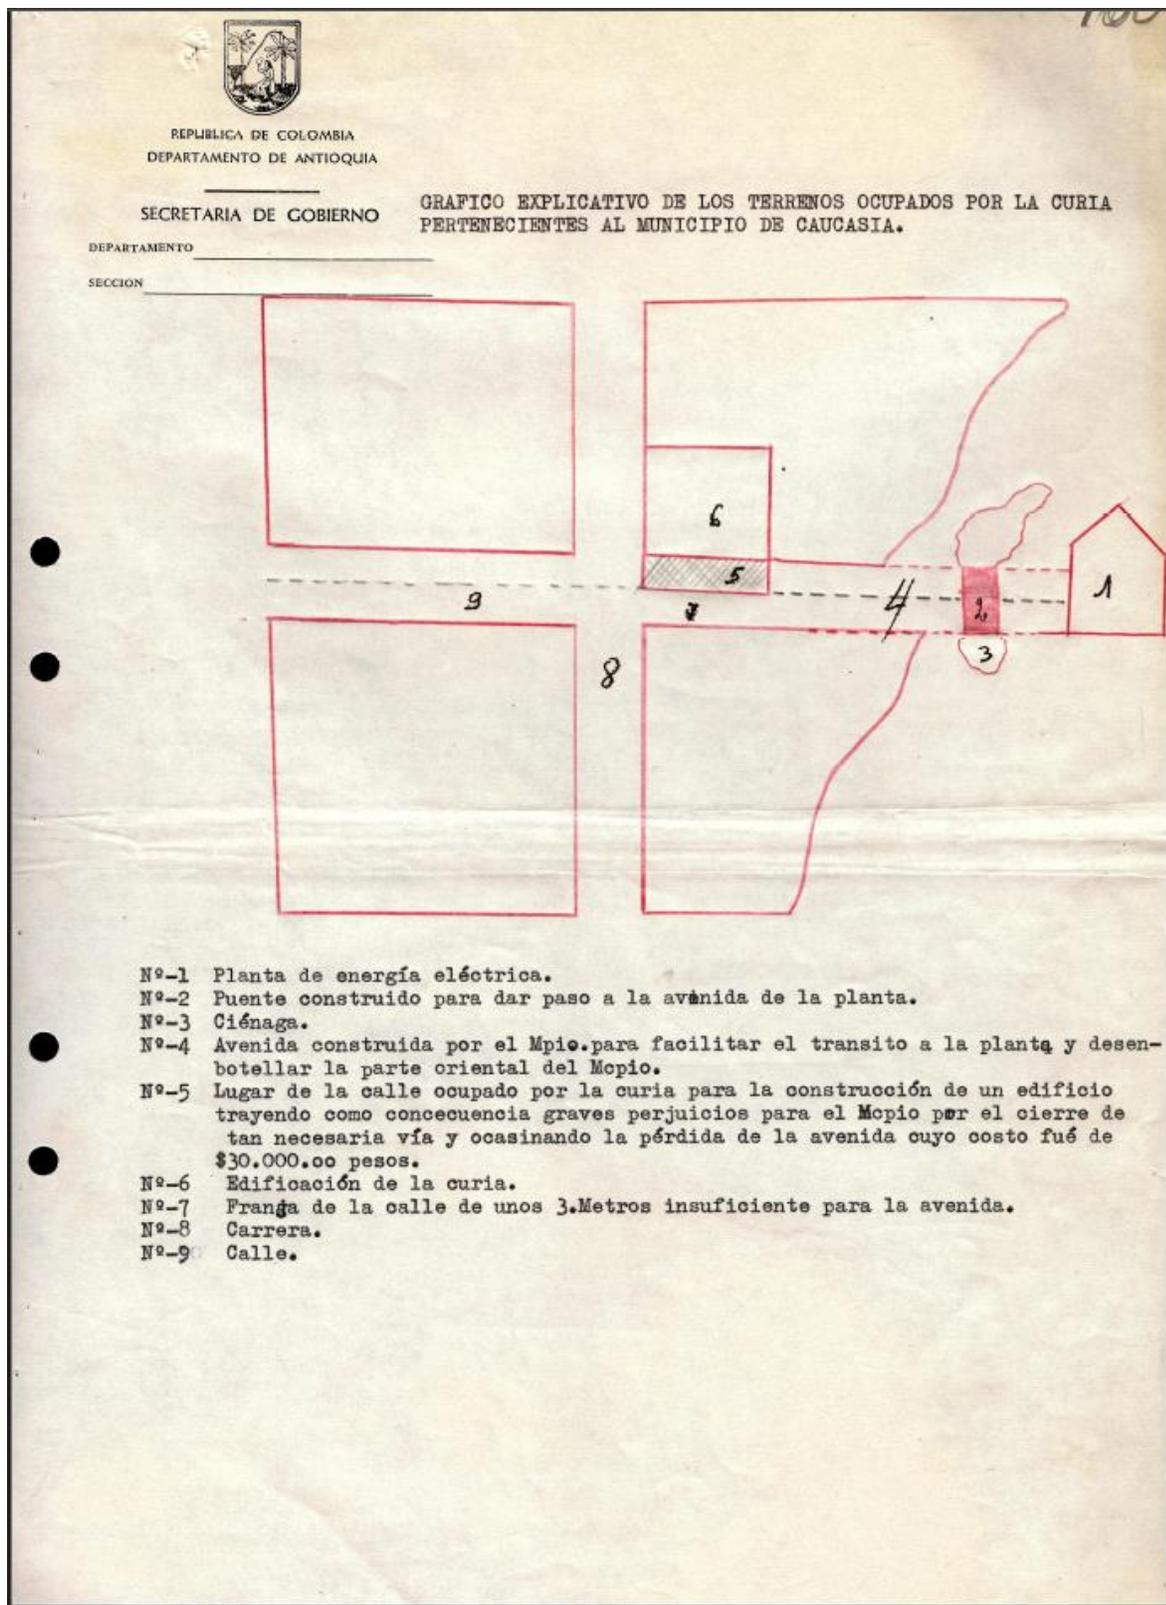 REPUBLICA DE COLOMBIA
DEPARTAMENTO DE ANTIOQUIA
SECRETARIA DE GOBIERNO
DEPARTAMENTO
SECCION
GRAFICO EXPLICATIVO DE LOS TERRENOS OCUPADOS POR LA CURIA
PERTENECIENTES AL MUNICIPIO DE CAUCASIA.
6
5
9
7
4
2
1
3
8
Nº-1 Planta de energía eléctrica.
Nº-2 Puente construido para dar paso a la avenida de la planta.
Nº-3 Ciénaga.
Nº-4 Avenida construida por el Mpio.para facilitar el transito a la planta y desen-
botellar la parte oriental del Mcpio.
Nº-5 Lugar de la calle ocupado por la curia para la construcción de un edificio
trayendo como concecuencia graves perjuicios para el Mcpio por el cierre de
tan necesaria vía y ocasinando la pérdida de la avenida cuyo costo fué de
$30.000.oo pesos.
Nº-6 Edificación de la curia.
Nº-7 Franja de la calle de unos 3.Metros insuficiente para la avenida.
Nº-8 Carrera.
Nº-9 Calle.